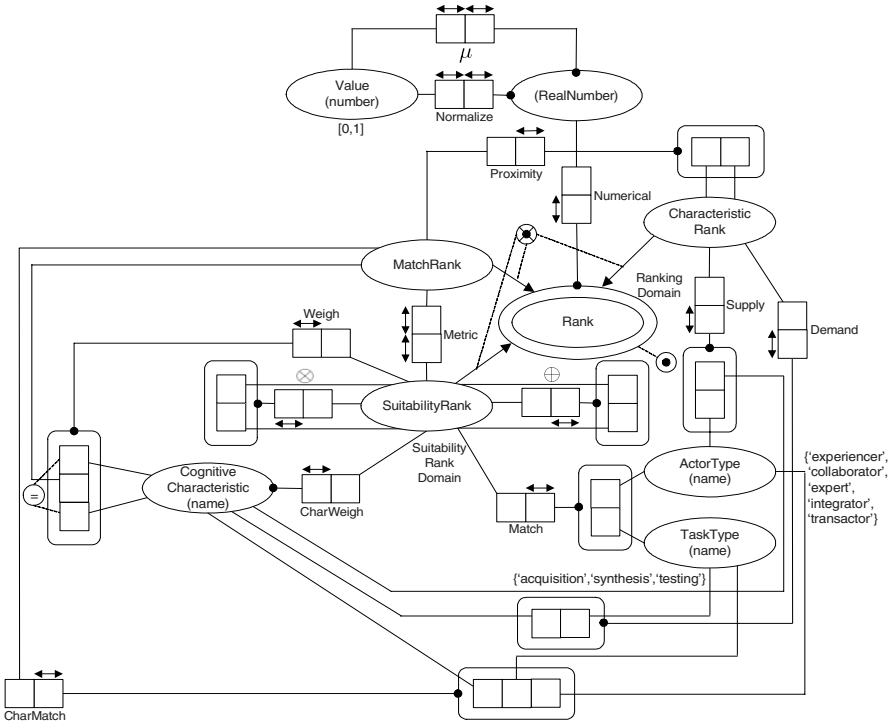 μ
Value
(number)
[0,1]
Normalize
(RealNumber)
Proximity
Numerical
Characteristic
Rank
MatchRank
Ranking
Domain
Supply
Weigh
Metric
Rank
Demand
SuitabilityRank
Suitability
Rank
Domain
{'experiencer',
'collaborator',
'expert',
'integrator',
'transactor'}
ActorType
(name)
=
Cognitive
Characteristic
(name)
CharWeigh
Match
TaskType
(name)
{'acquisition','synthesis','testing'}
CharMatch